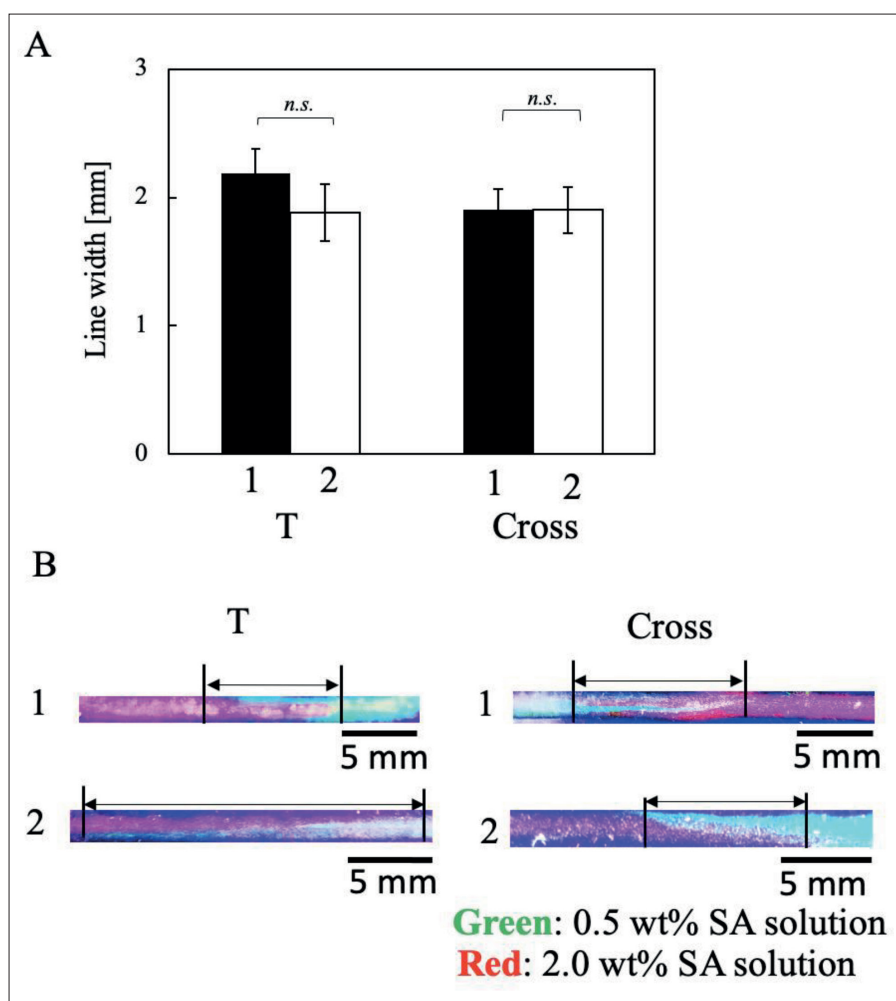 A
3
2
1
0
Line width [mm]
n.s.
n.s.
1 2
1 2
T
Cross
B
T
Cross
1
5 mm
1
5 mm
2
5 mm
2
5 mm
Green: 0.5 wt% SA solution
Red: 2.0 wt% SA solution